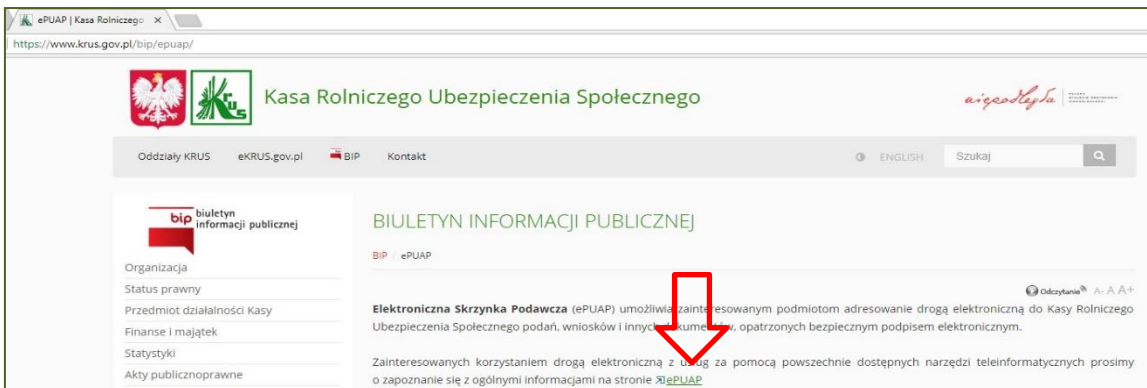 ePUAP | Kasa Rolniczego
https://www.krus.gov.pl/bip/epuap/
Krus
Kasa Rolniczego Ubezpieczenia Społecznego
niepodległa
Oddziały KRUS eKRUS.gov.pl BIP Kontakt ENGLISH Szukaj
bip biuletyn
informacji publicznej
BIULETYN INFORMACJI PUBLICZNEJ
BIP / ePUAP
Organizacja
Status prawny
Przedmiot działalności Kasy
Finanse i majątek
Statystyki
Akty publicznoprawne
Odczytanie A- A A+
Elektroniczna Skrzynka Podawcza (ePUAP) umożliwia zainteresowanym podmiotom adresowanie drogą elektroniczną do Kasy Rolniczego
Ubezpieczenia Społecznego podań, wniosków i innych dokumentów, opatrzonych bezpiecznym podpisem elektronicznym.
Zainteresowanych korzystaniem drogą elektroniczną z usług za pomocą powszechnie dostępnych narzędzi teleinformatycznych prosimy
o zapoznanie się z ogólnymi informacjami na stronie ePUAP